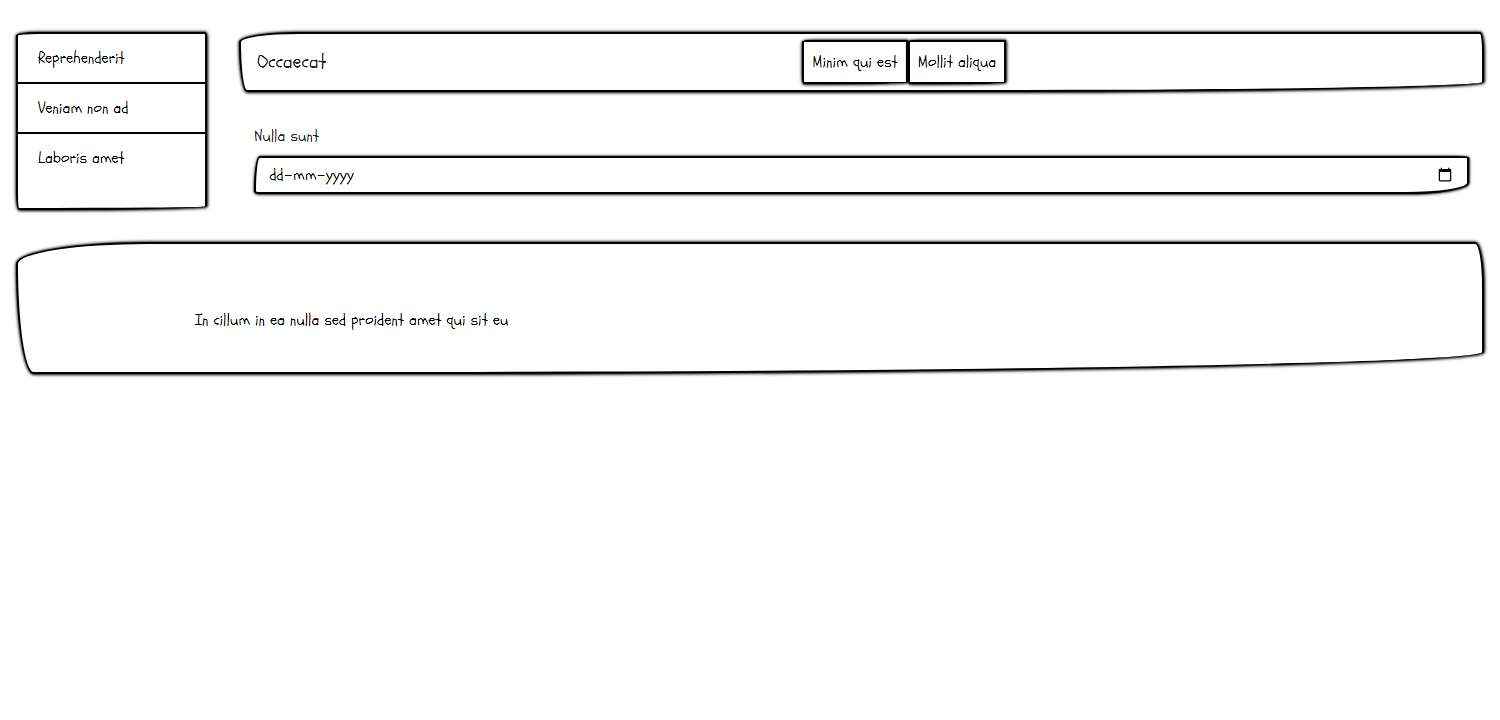 Reprehenderit
Veniam non ad
Laboris amet
Occaecat
Minim qui est
Mollit aliqua
Nulla sunt
dd-mm-yyyy
In cillum in ea nulla sed proident amet qui sit eu